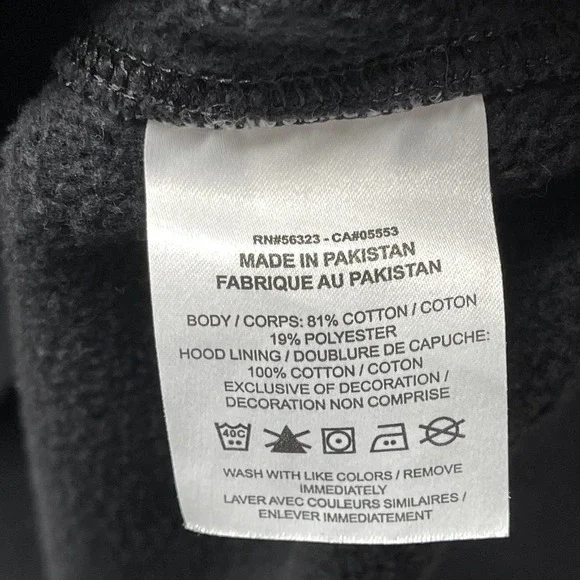 RN#56323 - CA#05553
MADE IN PAKISTAN
FABRIQUE AU PAKISTAN
BODY / CORPS: 81% COTTON / COTON
19% POLYESTER
HOOD LINING / DOUBLURE DE CAPUCHE:
100% COTTON / COTON
EXCLUSIVE OF DECORATION /
DECORATION NON COMPRISE
40C
WASH WITH LIKE COLORS / REMOVE
IMMEDIATELY
LAVER AVEC COULEURS SIMILAIRES /
ENLEVER IMMEDIATEMENT